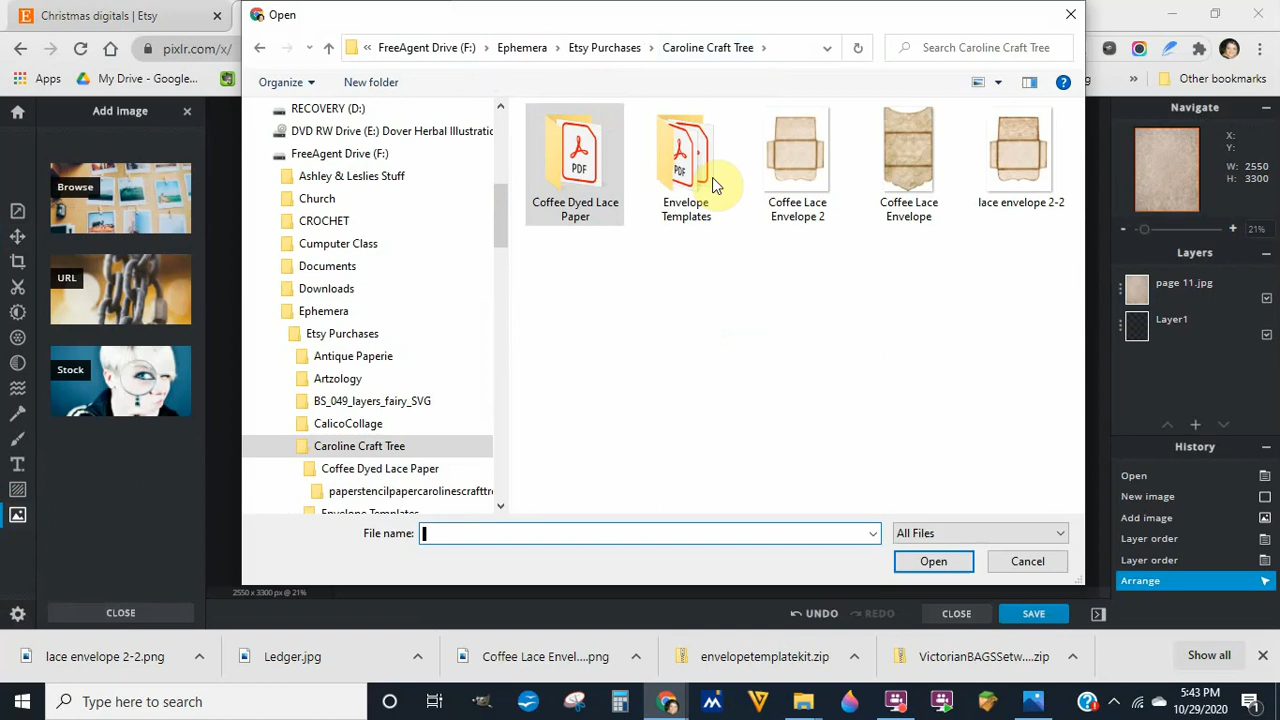 Christmas digitals | Etsy
Open
pixlr.com/x/
FreeAgent Drive (F:) › Ephemera › Etsy Purchases › Caroline Craft Tree ›
Search Caroline Craft Tree
Apps
My Drive - Google...
Other bookmarks
Organize
New folder
Add Image
Browse
URL
Stock
CLOSE
RECOVERY (D:)
DVD RW Drive (E:) Dover Herbal Illustratic
FreeAgent Drive (F:)
Ashley & Leslies Stuff
Church
CROCHET
Cumputer Class
Documents
Downloads
Ephemera
Etsy Purchases
Antique Paperie
Artzology
BS_049_layers_fairy_SVG
CalicoCollage
Caroline Craft Tree
Coffee Dyed Lace Paper
paperstencilpapercarolinescrafttre
Envelope Templates
PDF
PDF
Coffee Dyed Lace
Paper
Envelope
Templates
Coffee Lace
Envelope 2
Coffee Lace
Envelope
lace envelope 2-2
File name:
All Files
Open
Cancel
Navigate
X:
Y:
W: 2550
H: 3300
21%
Layers
page 11.jpg
Layer1
History
Open
New image
Add image
Layer order
Layer order
Arrange
2550 x 3300 px @ 21%
UNDO
REDO
CLOSE
SAVE
lace envelope 2-2.png
Ledger.jpg
Coffee Lace Envel....png
envelopetemplatekit.zip
VictorianBAGSSetw....zip
Show all
Type here to search
5:43 PM
10/29/2020